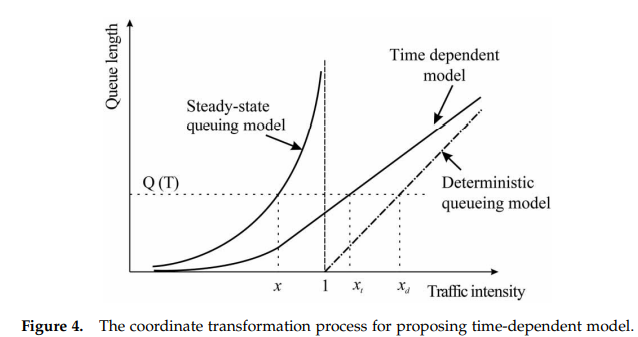 Queue length
Time dependent
model
Steady-state
queuing model
Q (T)
Deterministic
queueing model
x 1 xₜ x_d Traffic intensity
Figure 4. The coordinate transformation process for proposing time-dependent model.